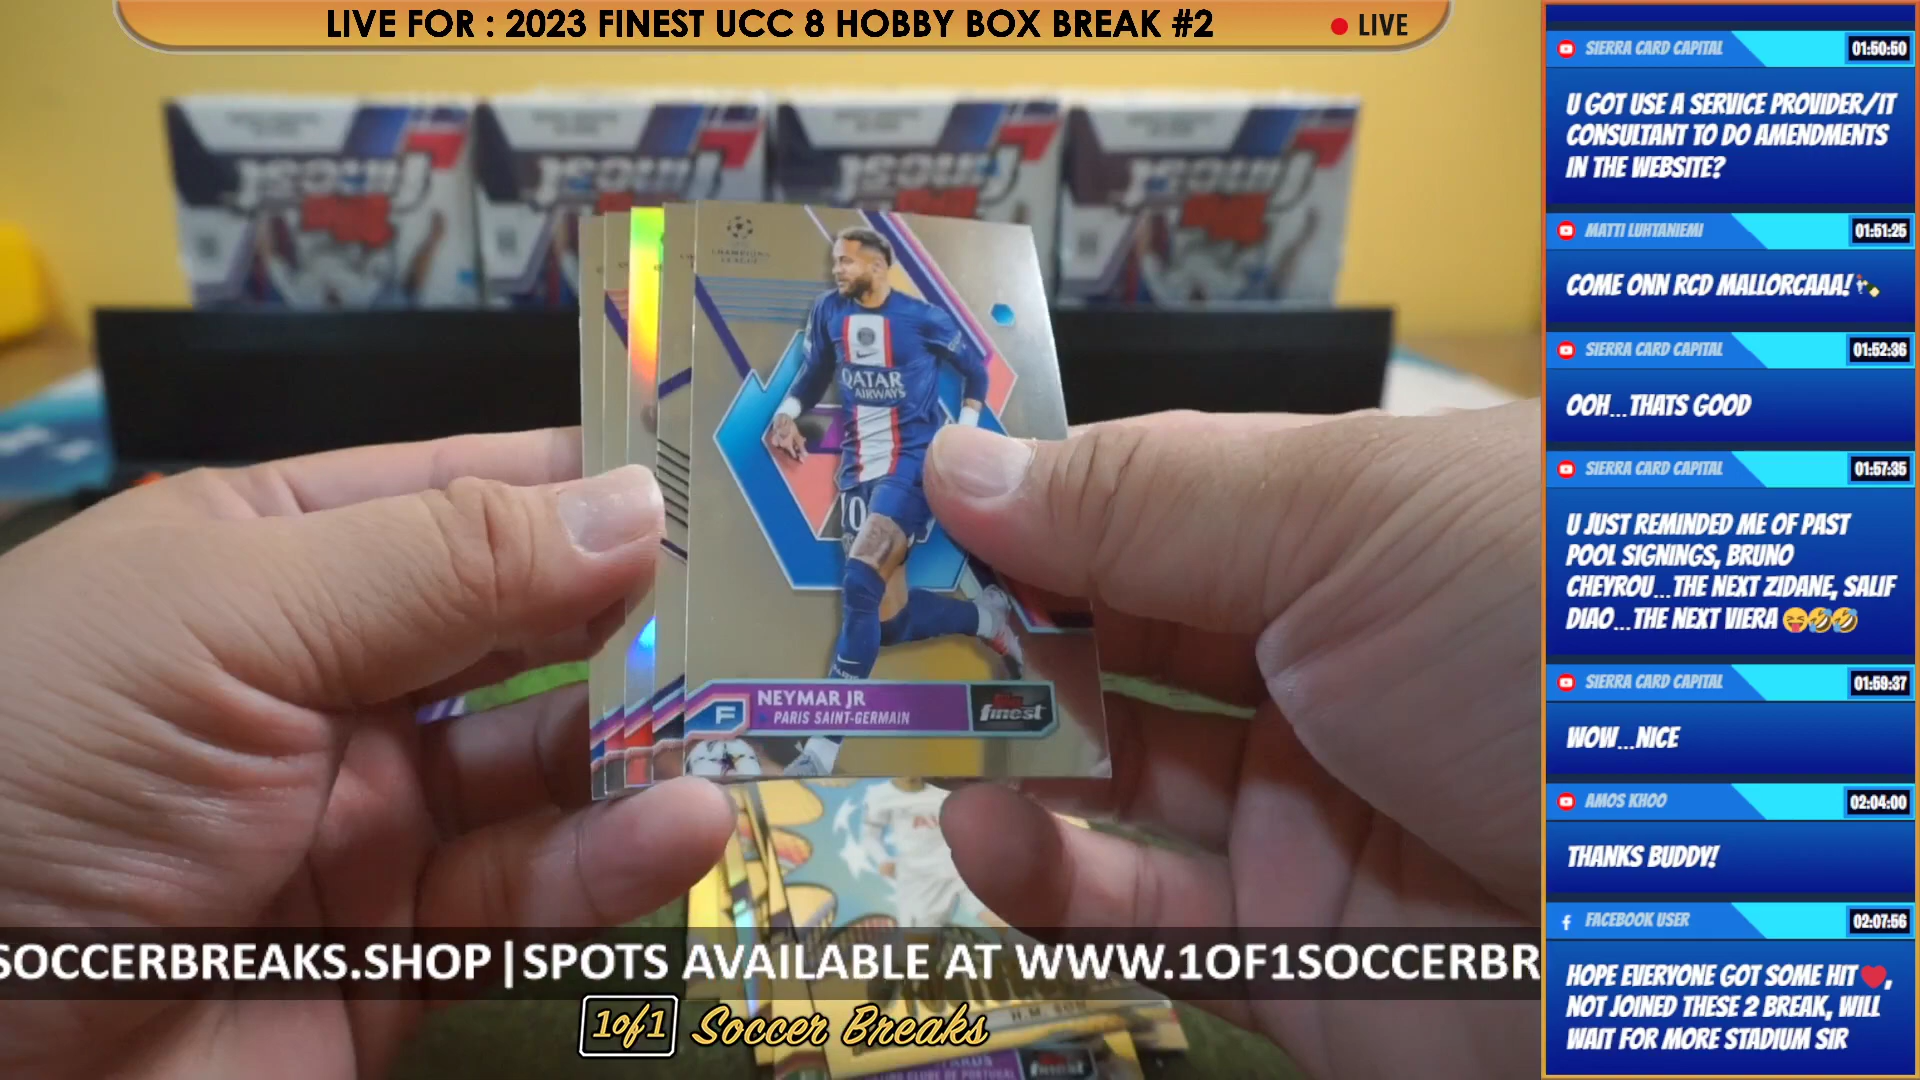 LIVE FOR : 2023 FINEST UCC 8 HOBBY BOX BREAK #2
LIVE
CHAMPIONS
LEAGUE
QATAR
AIRWAYS
10
NEYMAR JR
PARIS SAINT-GERMAIN
F
Topps
finest
SOCCERBREAKS.SHOP | SPOTS AVAILABLE AT WWW.1OF1SOCCERBR
1of1
Soccer Breaks
H.M. SON
finest
SIERRA CARD CAPITAL
01:50:50
U GOT USE A SERVICE PROVIDER/IT
CONSULTANT TO DO AMENDMENTS
IN THE WEBSITE?
MATTI LUHTANIEMI
01:51:25
COME ONN RCD MALLORCAAA!🍾
SIERRA CARD CAPITAL
01:52:36
OOH...THATS GOOD
SIERRA CARD CAPITAL
01:57:35
U JUST REMINDED ME OF PAST
POOL SIGNINGS, BRUNO
CHEYROU...THE NEXT ZIDANE, SALIF
DIAO...THE NEXT VIERA 😝🤣🤣
SIERRA CARD CAPITAL
01:59:37
WOW...NICE
AMOS KHOO
02:04:00
THANKS BUDDY!
FACEBOOK USER
02:07:56
HOPE EVERYONE GOT SOME HIT❤️,
NOT JOINED THESE 2 BREAK, WILL
WAIT FOR MORE STADIUM SIR